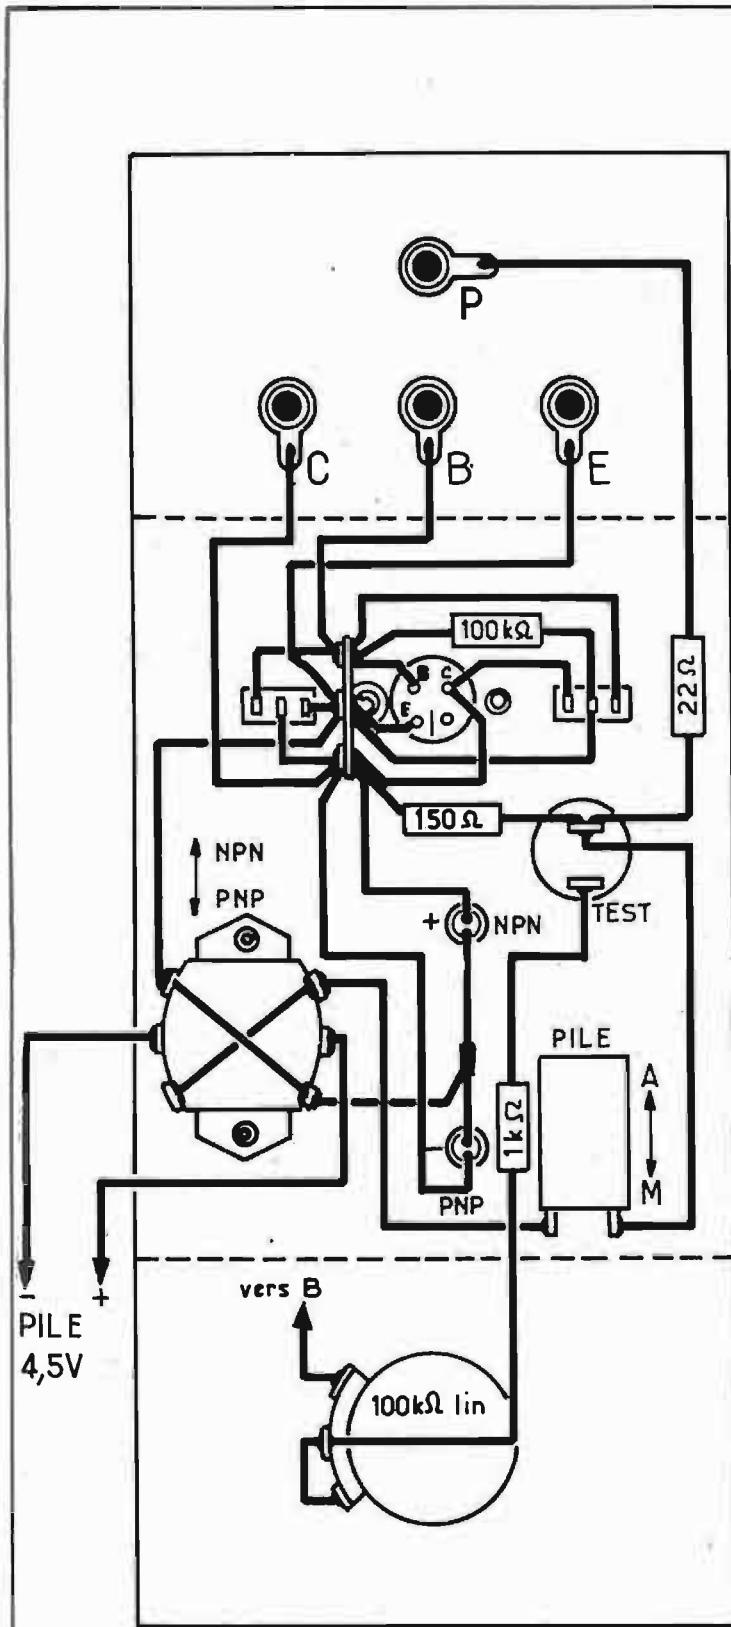 P
C
B
E
100kΩ
B C
E
22Ω
150Ω
NPN
PNP
TEST
+ NPN
PILE
A
M
1kΩ
PNP
- +
PILE
4,5V
vers B
100kΩ lin